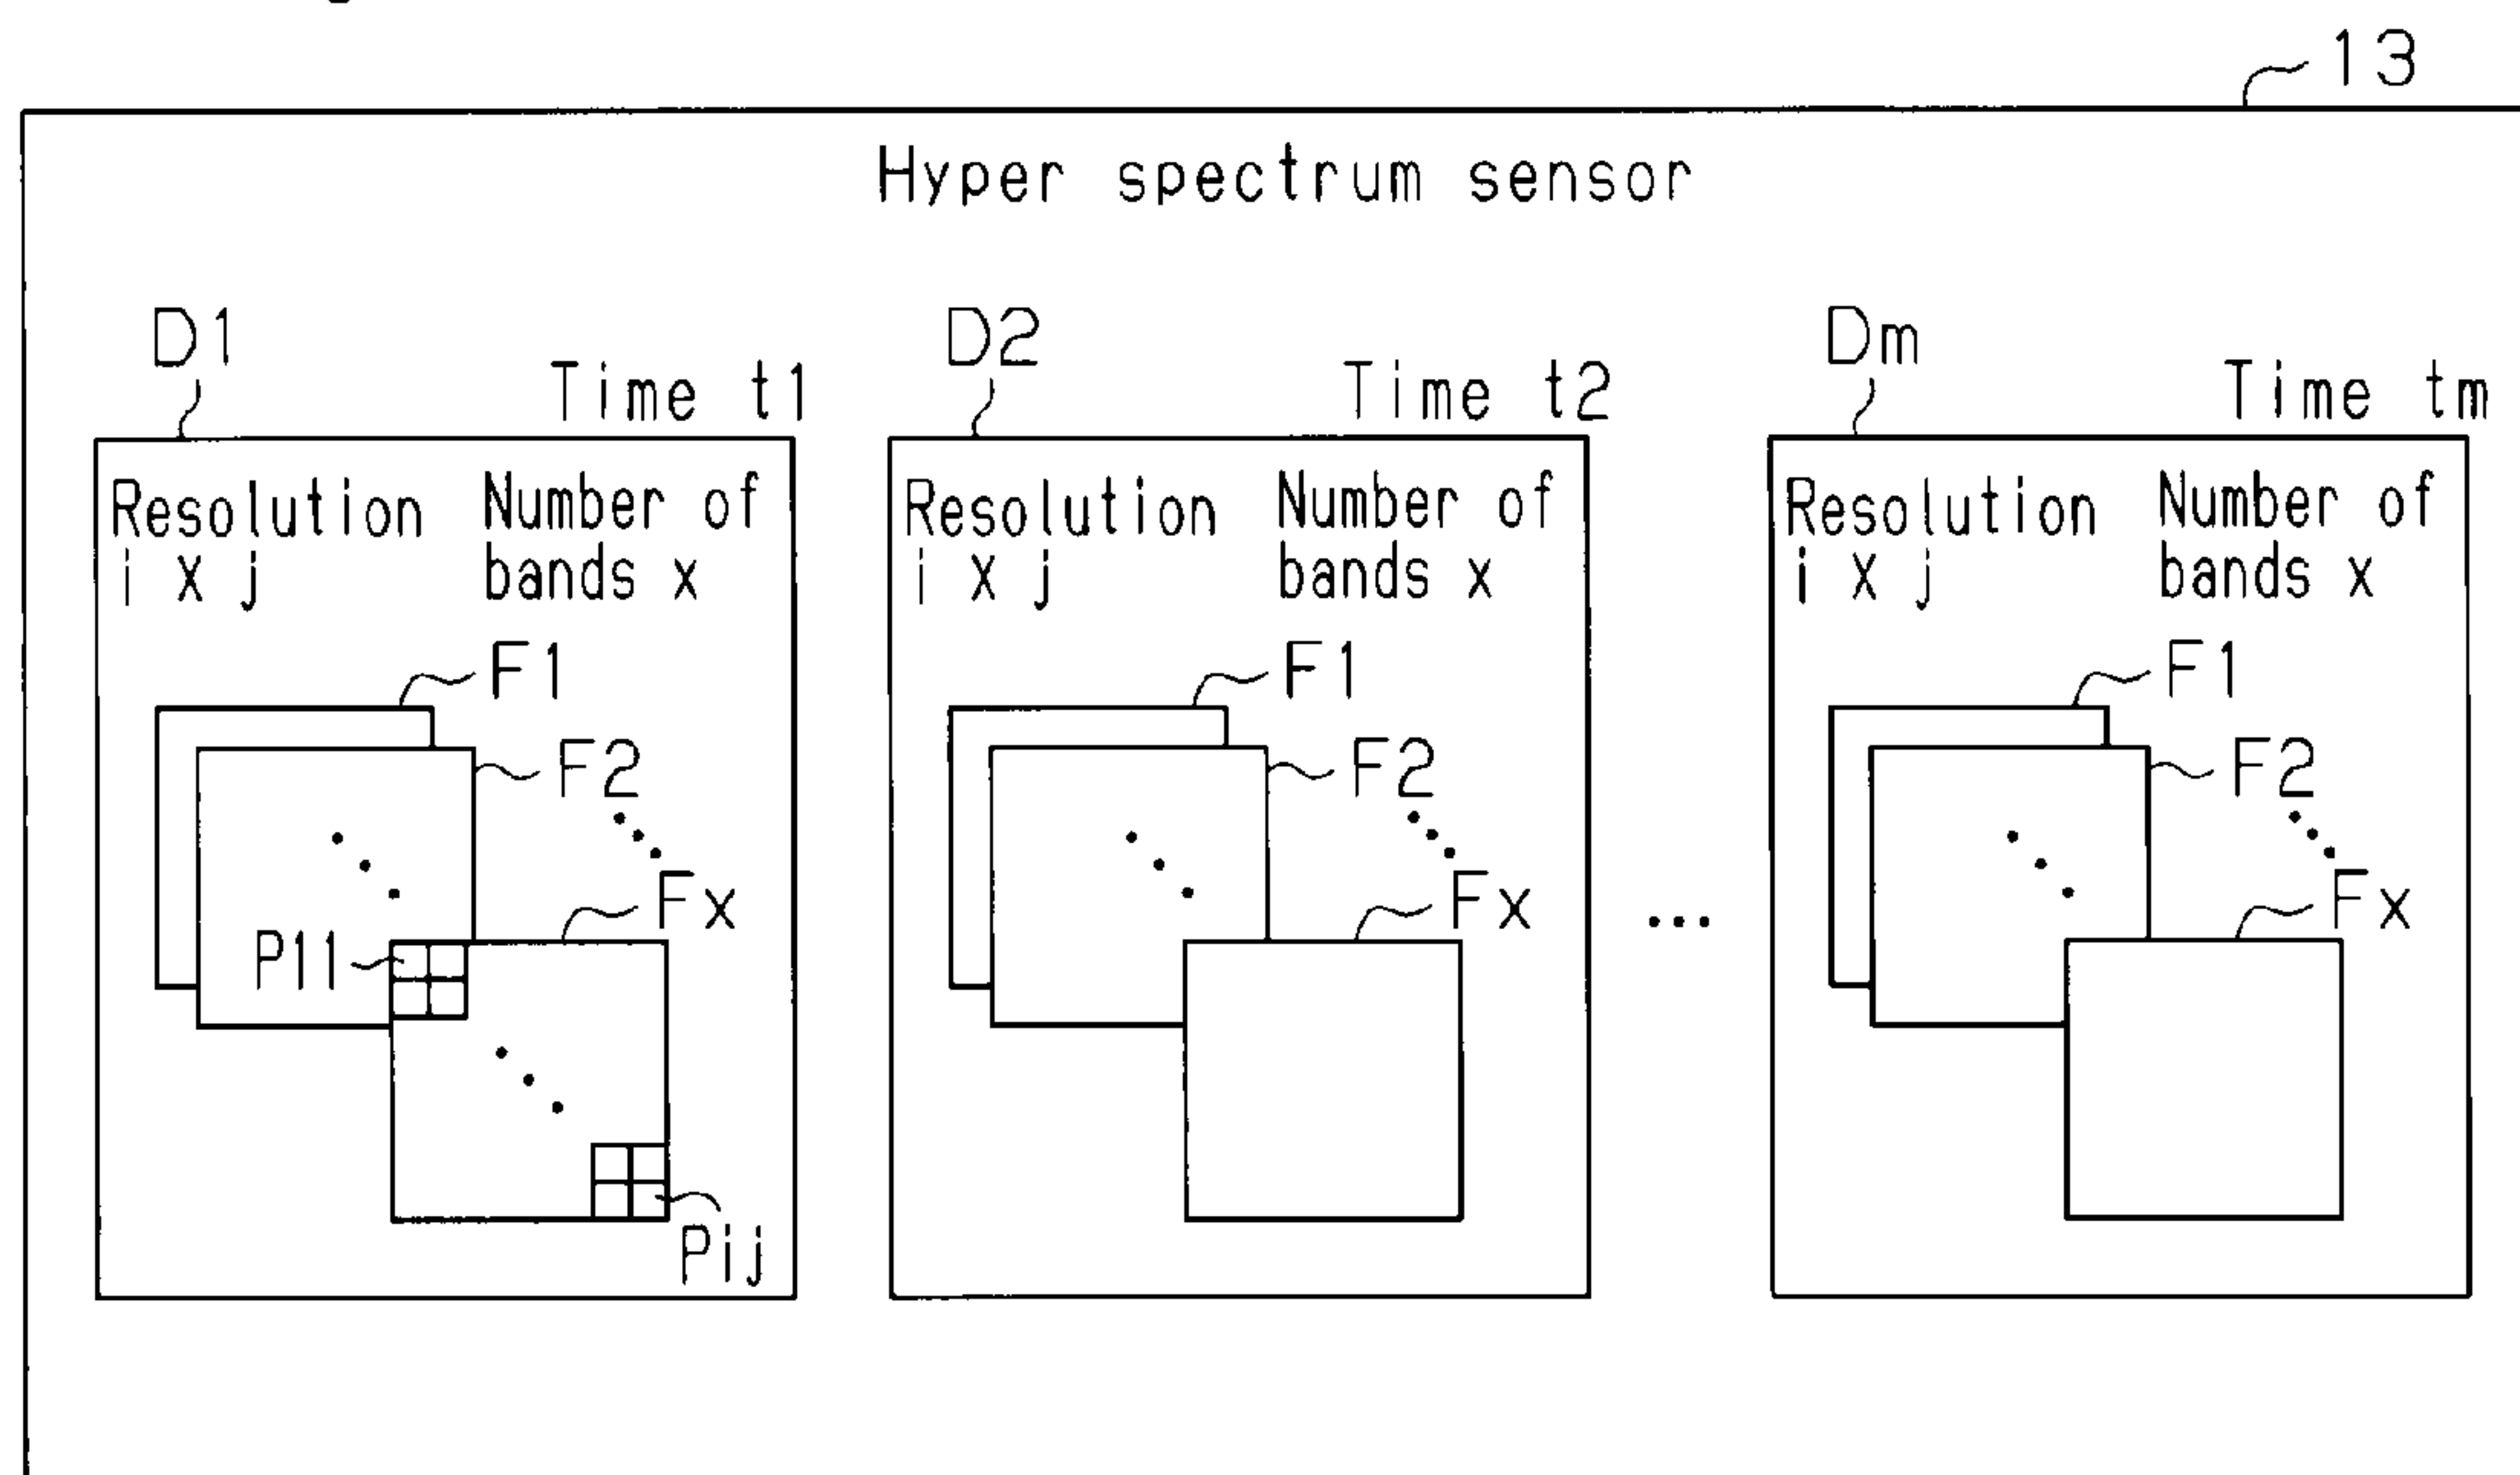 13
Hyper spectrum sensor
D1
Time t1
Resolution
i X j
Number of
bands x
F1
F2
Fx
P11
Pij
D2
Time t2
Resolution
i X j
Number of
bands x
F1
F2
Fx
...
Dm
Time tm
Resolution
i X j
Number of
bands x
F1
F2
Fx